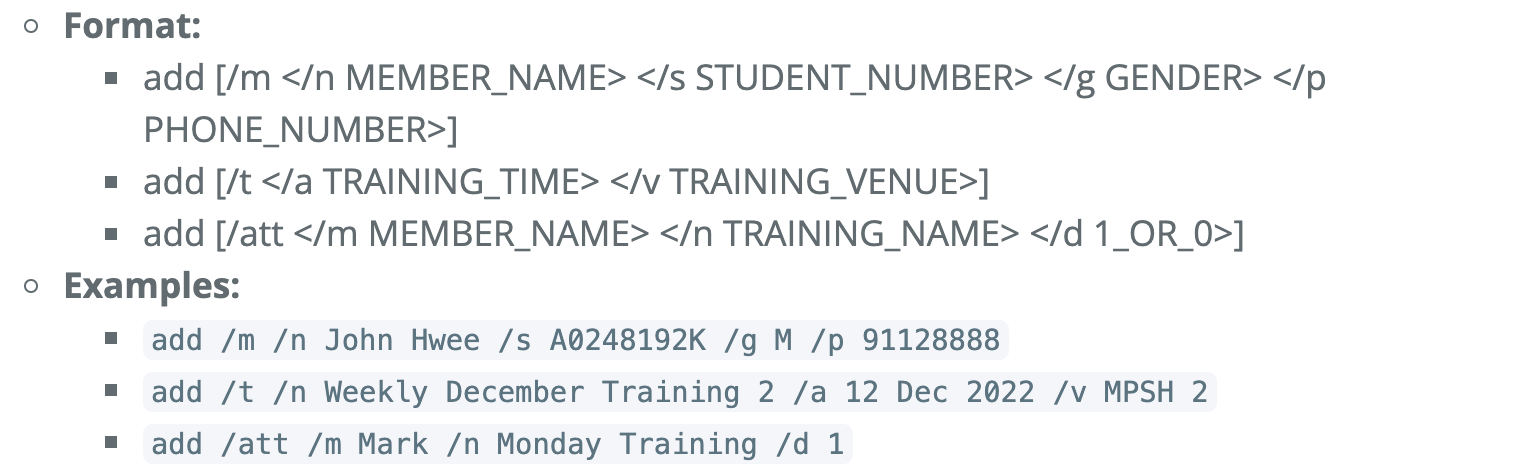 Format:
add [/m </n MEMBER_NAME> </s STUDENT_NUMBER> </g GENDER> </p
PHONE_NUMBER>]
add [/t </a TRAINING_TIME> </v TRAINING_VENUE>]
add [/att </m MEMBER_NAME> </n TRAINING_NAME> </d 1_OR_0>]
Examples:
add /m /n John Hwee /s A0248192K /g M /p 91128888
add /t /n Weekly December Training 2 /a 12 Dec 2022 /v MPSH 2
add /att /m Mark /n Monday Training /d 1